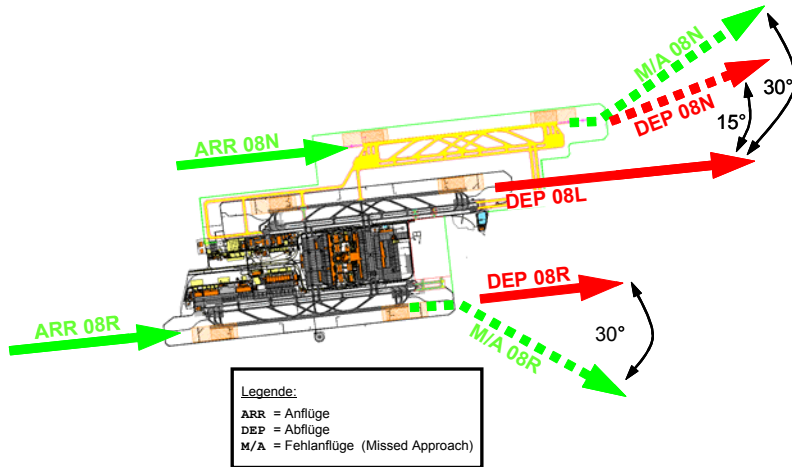 M/A 08N
DEP 08N
30°
15°
ARR 08N
DEP 08L
DEP 08R
ARR 08R
M/A 08R
30°
Legende:
ARR = Anflüge
DEP = Abflüge
M/A = Fehlanflüge (Missed Approach)